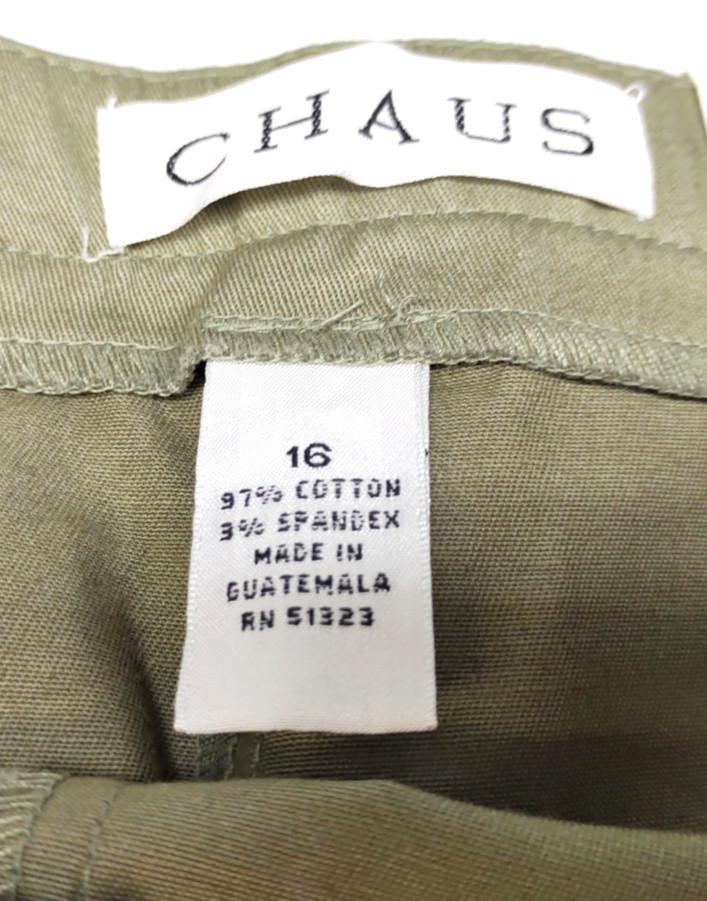 CHAUS
16
97% COTTON
3% SPANDEX
MADE IN
GUATEMALA
RN 51323